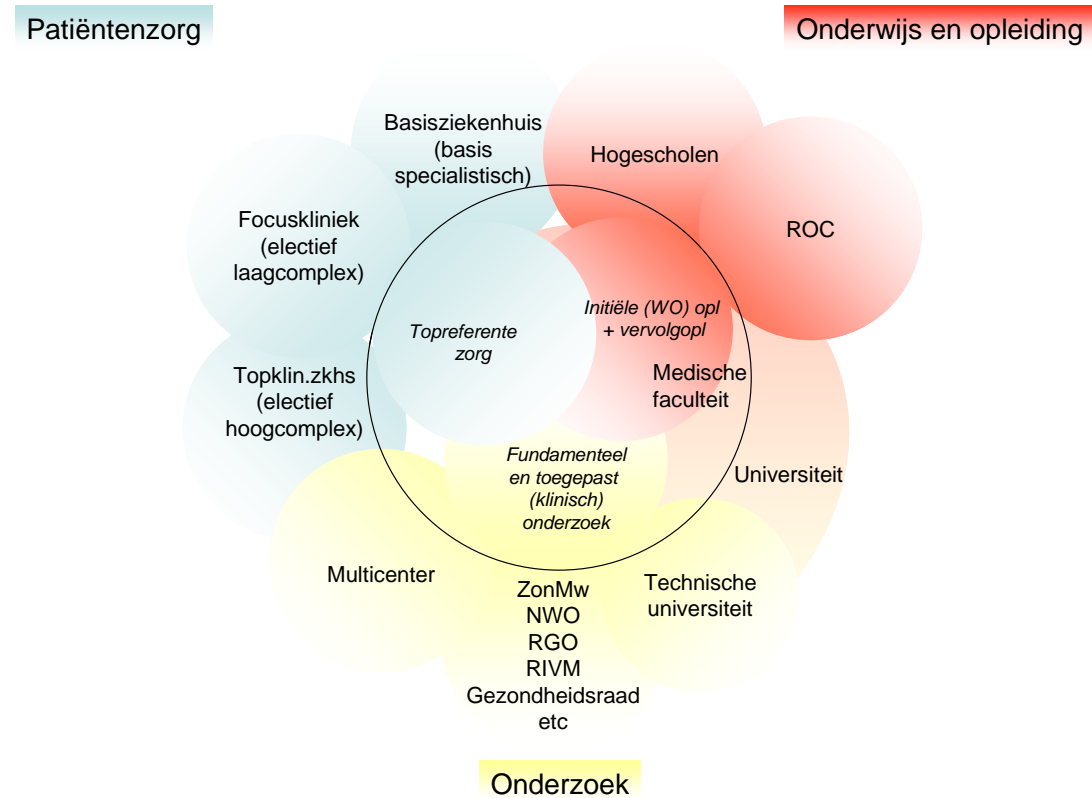 Patiëntenzorg
Onderwijs en opleiding
Basisziekenhuis
(basis
specialistisch)
Hogescholen
Focuskliniek
(electief
laagcomplex)
ROC
Initiële (WO) opl
+ vervolgopl
Topreferente
zorg
Medische
faculteit
Topklin.zkhs
(electief
hoogcomplex)
Fundamenteel
en toegepast
(klinisch)
onderzoek
Universiteit
Multicenter
Technische
universiteit
ZonMw
NWO
RGO
RIVM
Gezondheidsraad
etc
Onderzoek